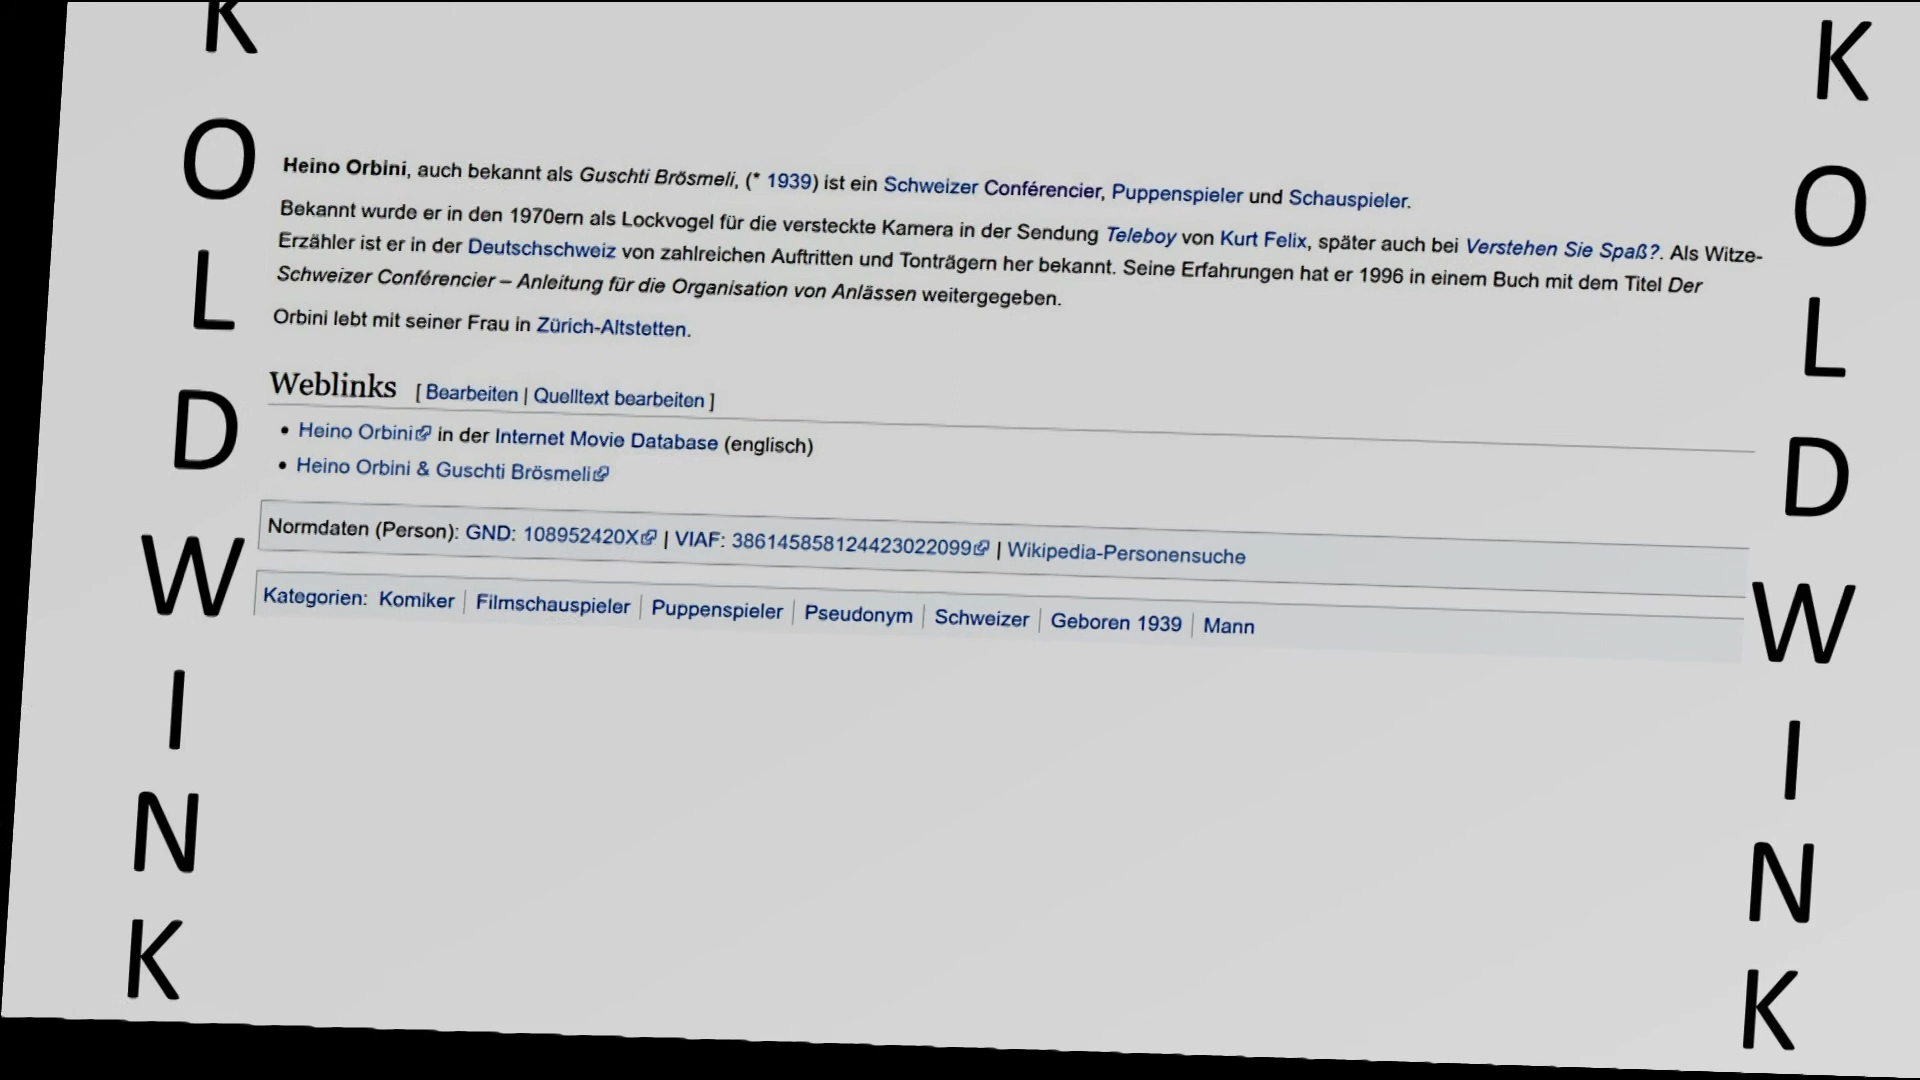 Heino Orbini, auch bekannt als Guschti Brösmeli, (* 1939) ist ein Schweizer Conférencier, Puppenspieler und Schauspieler.
Bekannt wurde er in den 1970ern als Lockvogel für die versteckte Kamera in der Sendung Teleboy von Kurt Felix, später auch bei Verstehen Sie Spaß?. Als Witze-
Erzähler ist er in der Deutschschweiz von zahlreichen Auftritten und Tonträgern her bekannt. Seine Erfahrungen hat er 1996 in einem Buch mit dem Titel Der
Schweizer Conférencier – Anleitung für die Organisation von Anlässen weitergegeben.
Orbini lebt mit seiner Frau in Zürich-Altstetten.
Weblinks [ Bearbeiten | Quelltext bearbeiten ]
• Heino Orbini in der Internet Movie Database (englisch)
• Heino Orbini & Guschti Brösmeli
Normdaten (Person): GND: 108952420X | VIAF: 386145858124423022099 | Wikipedia-Personensuche
Kategorien: Komiker | Filmschauspieler | Puppenspieler | Pseudonym | Schweizer | Geboren 1939 | Mann
K
O
L
D
W
I
N
K
K
O
L
D
W
I
N
K